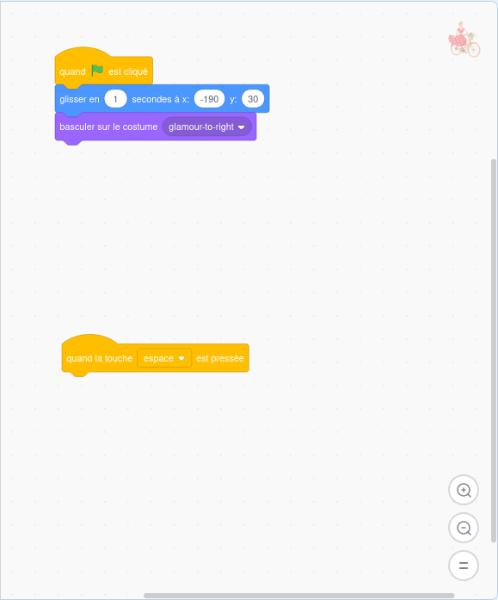 quand est cliqué
glisser en 1 secondes à x: -190 y: 30
basculer sur le costume glamour-to-right
quand la touche espace est pressée